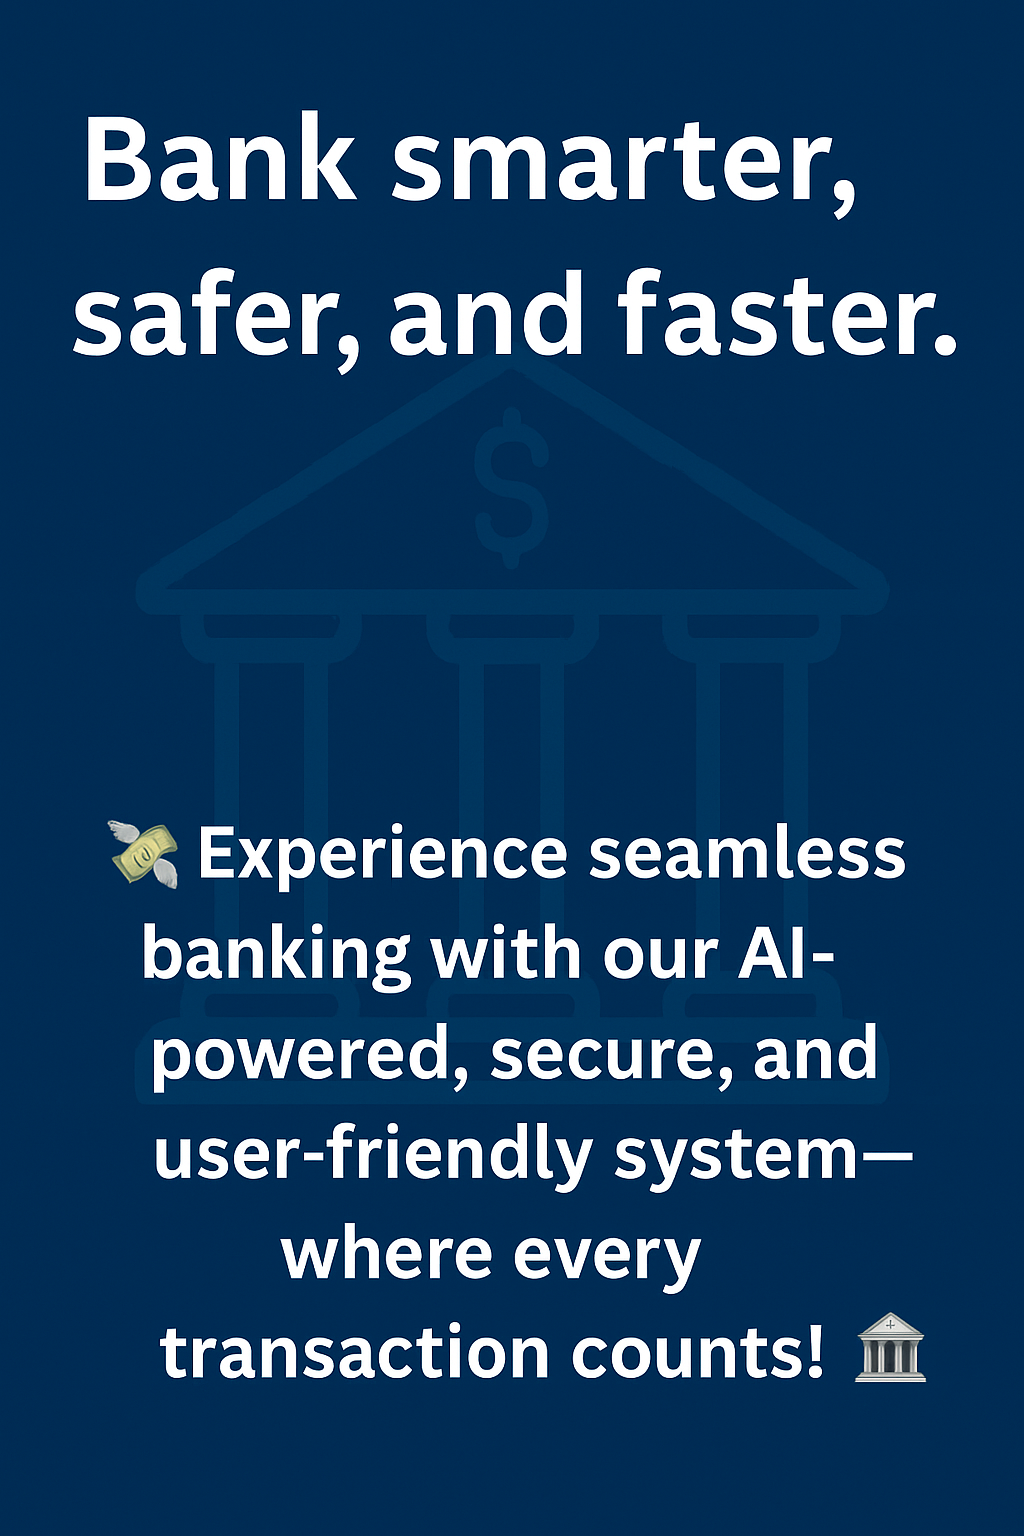 Bank smarter,
safer, and faster.
$
💸 Experience seamless
banking with our AI-
powered, secure, and
user-friendly system—
where every
transaction counts! 🏛️